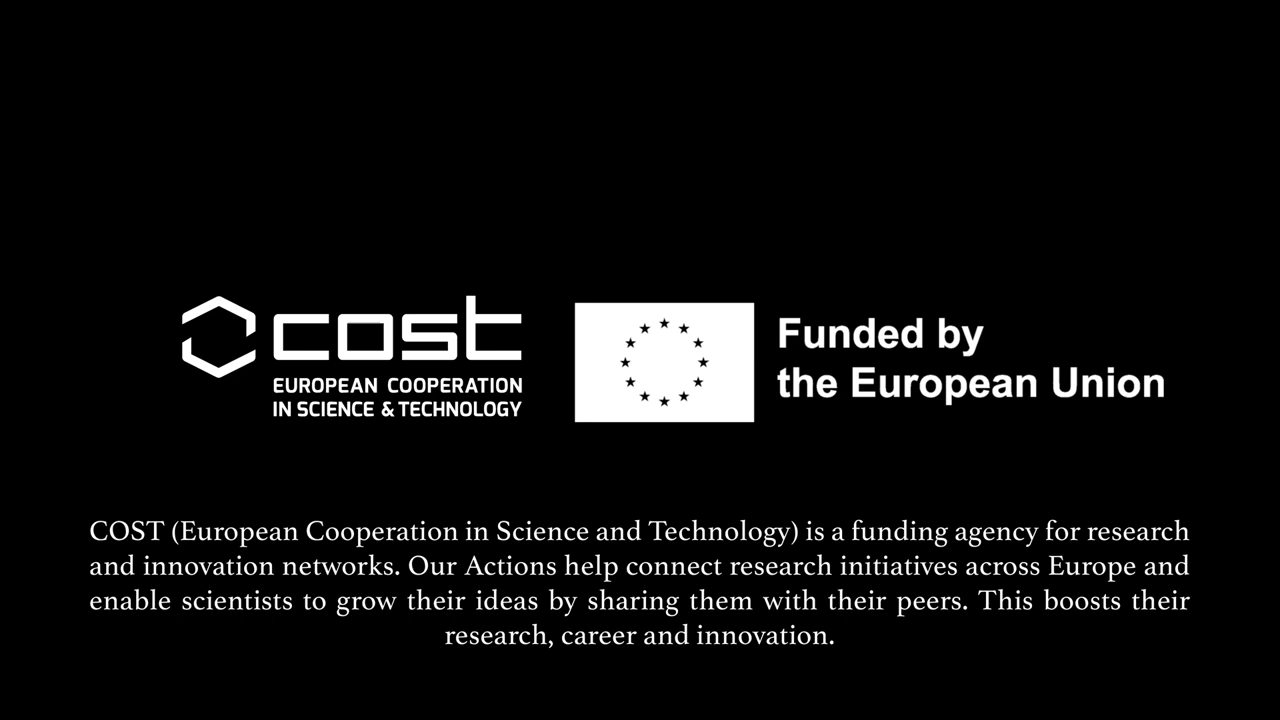 cost
EUROPEAN COOPERATION
IN SCIENCE & TECHNOLOGY
Funded by
the European Union
COST (European Cooperation in Science and Technology) is a funding agency for research
and innovation networks. Our Actions help connect research initiatives across Europe and
enable scientists to grow their ideas by sharing them with their peers. This boosts their
research, career and innovation.